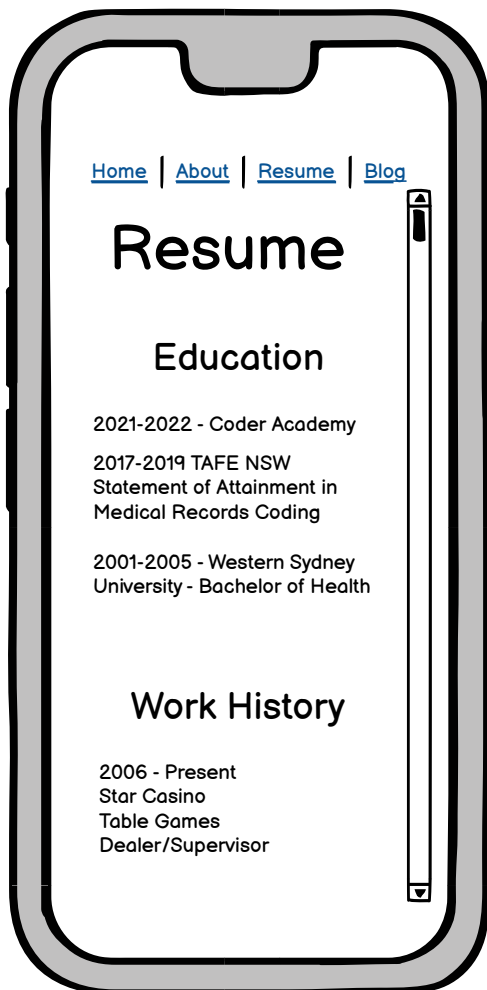 Home | About | Resume | Blog
Resume
Education
2021-2022 - Coder Academy
2017-2019 TAFE NSW
Statement of Attainment in
Medical Records Coding
2001-2005 - Western Sydney
University - Bachelor of Health
Work History
2006 - Present
Star Casino
Table Games
Dealer/Supervisor